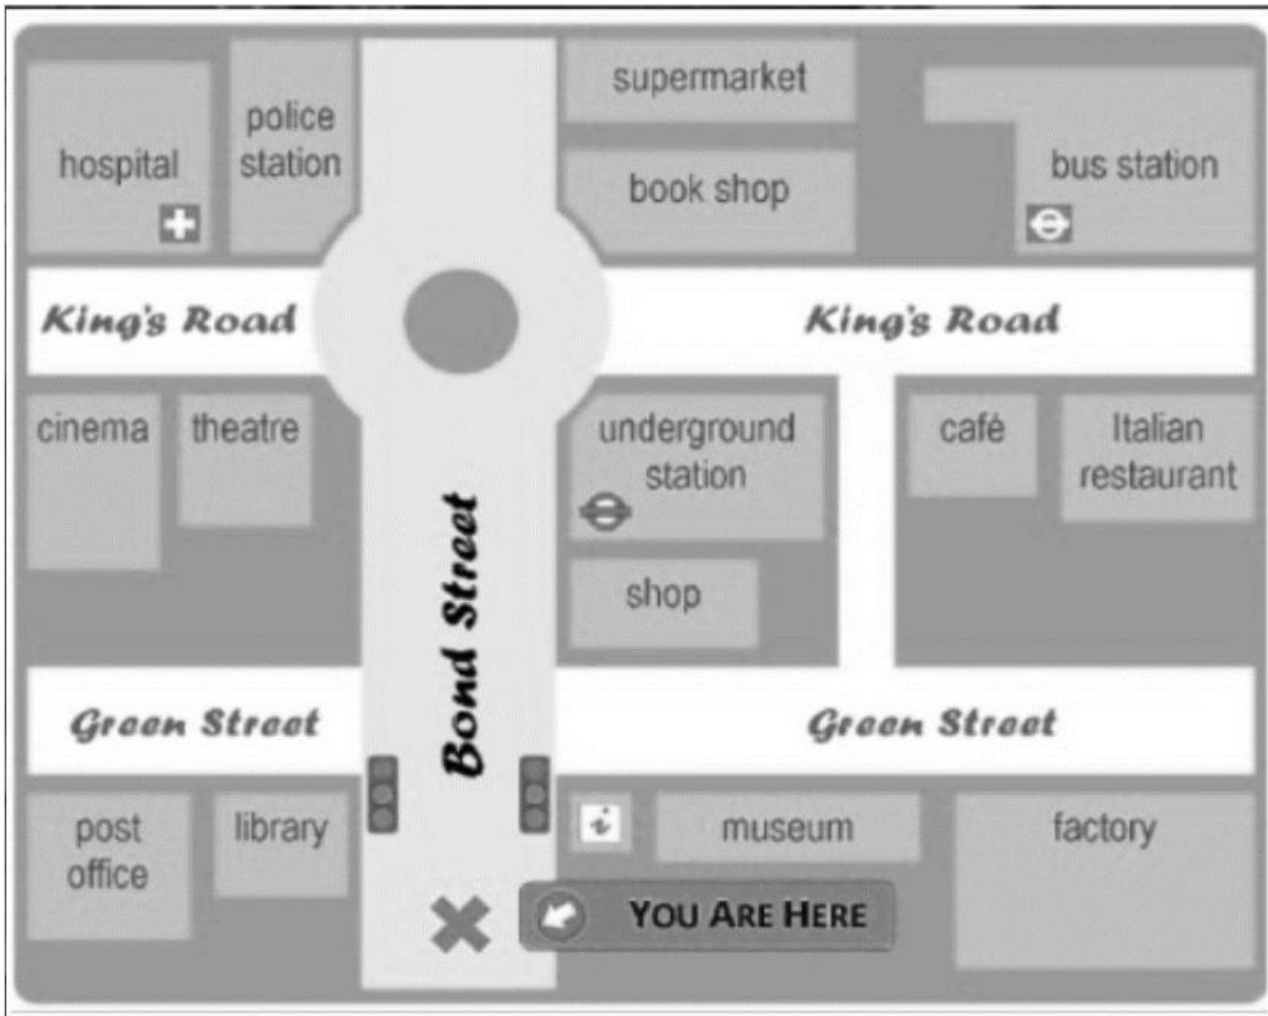 supermarket
police
station
hospital
book shop
bus station
King's Road
King's Road
cinema
theatre
underground
station
café
Italian
restaurant
Bond Street
shop
Green Street
Green Street
post
office
library
i
museum
factory
YOU ARE HERE